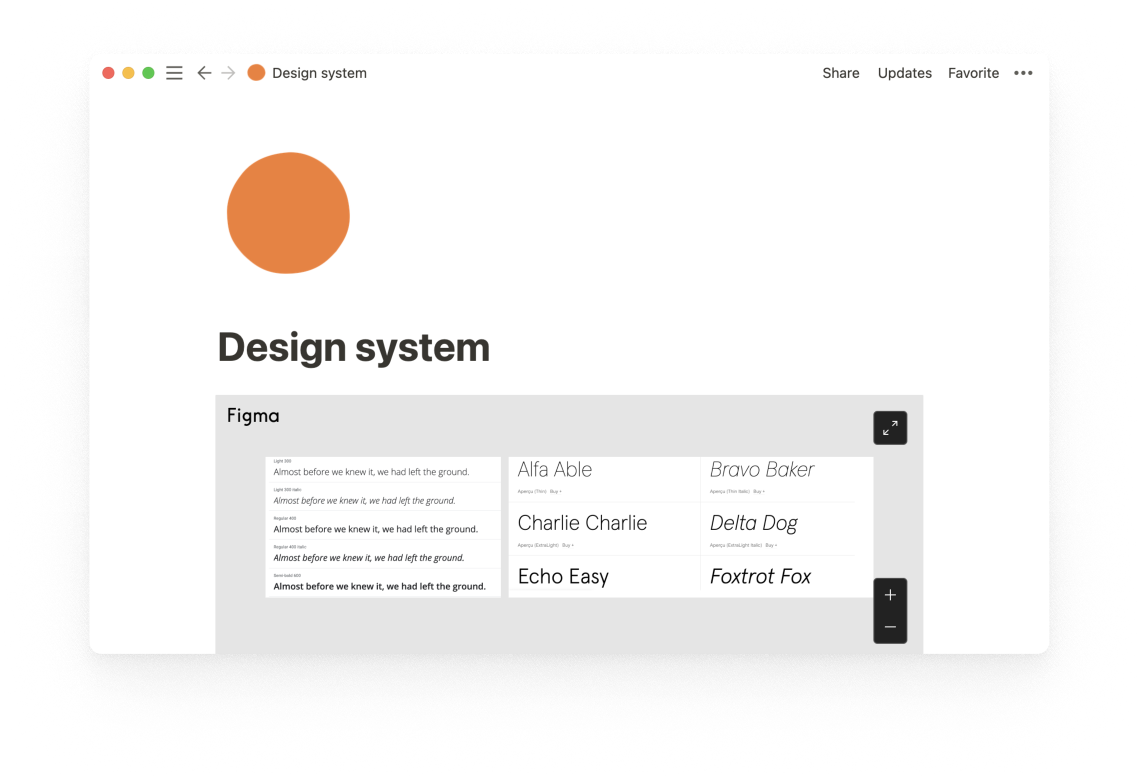 Design system
Share Updates Favorite
Design system
Figma
Light 300
Almost before we knew it, we had left the ground.
Light 300 Italic
Almost before we knew it, we had left the ground.
Regular 400
Almost before we knew it, we had left the ground.
Regular 400 Italic
Almost before we knew it, we had left the ground.
Semi-bold 600
Almost before we knew it, we had left the ground.
Alfa Able
Aperçu (Thin) Buy +
Bravo Baker
Aperçu (Thin Italic) Buy +
Charlie Charlie
Aperçu (ExtraLight) Buy +
Delta Dog
Aperçu (ExtraLight Italic) Buy +
Echo Easy
Foxtrot Fox